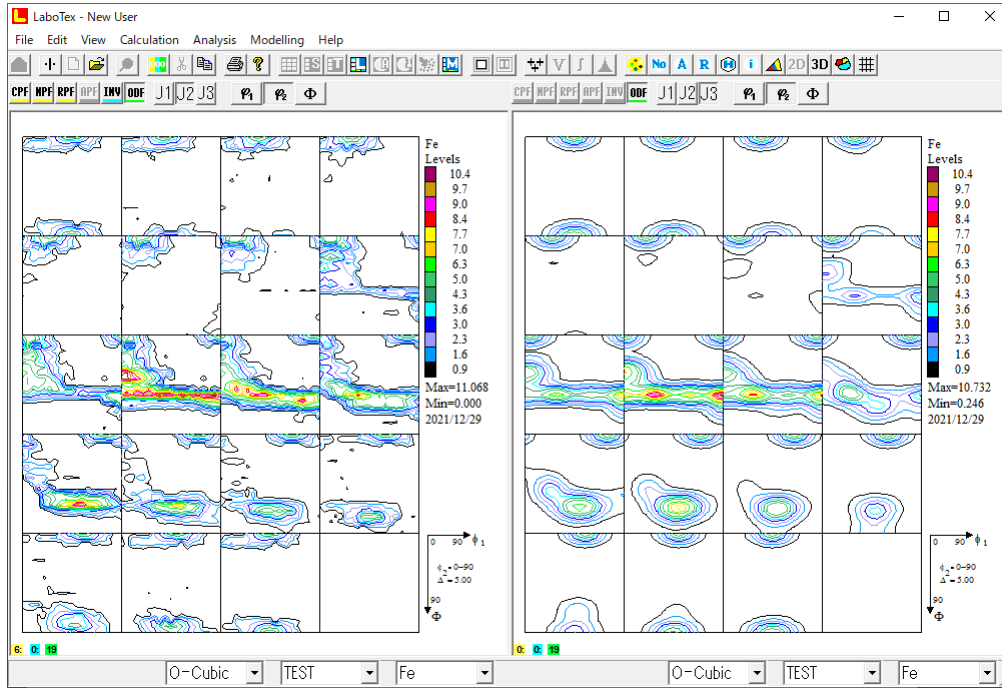 LaboTex - New User
File Edit View Calculation Analysis Modelling Help
No A R i 2D 3D
CPF NPF RPF APF INV ODF J1 J2 J3 φ1 φ2 Φ
CPF NPF RPF APF INV ODF J1 J2 J3 φ1 φ2 Φ
Fe
Levels
10.4
9.7
9.0
8.4
7.7
7.0
6.3
5.0
4.3
3.6
3.0
2.3
1.6
0.9
Max=11.068
Min=0.000
2021/12/29
0 90 ϕ1
ϕ2=0-90
Δ=5.00
90
Φ
6: 0: 19
O-Cubic TEST Fe
Fe
Levels
10.4
9.7
9.0
8.4
7.7
7.0
6.3
5.0
4.3
3.6
3.0
2.3
1.6
0.9
Max=10.732
Min=0.246
2021/12/29
0 90 ϕ1
ϕ2=0-90
Δ=5.00
90
Φ
0: 0: 19
O-Cubic TEST Fe